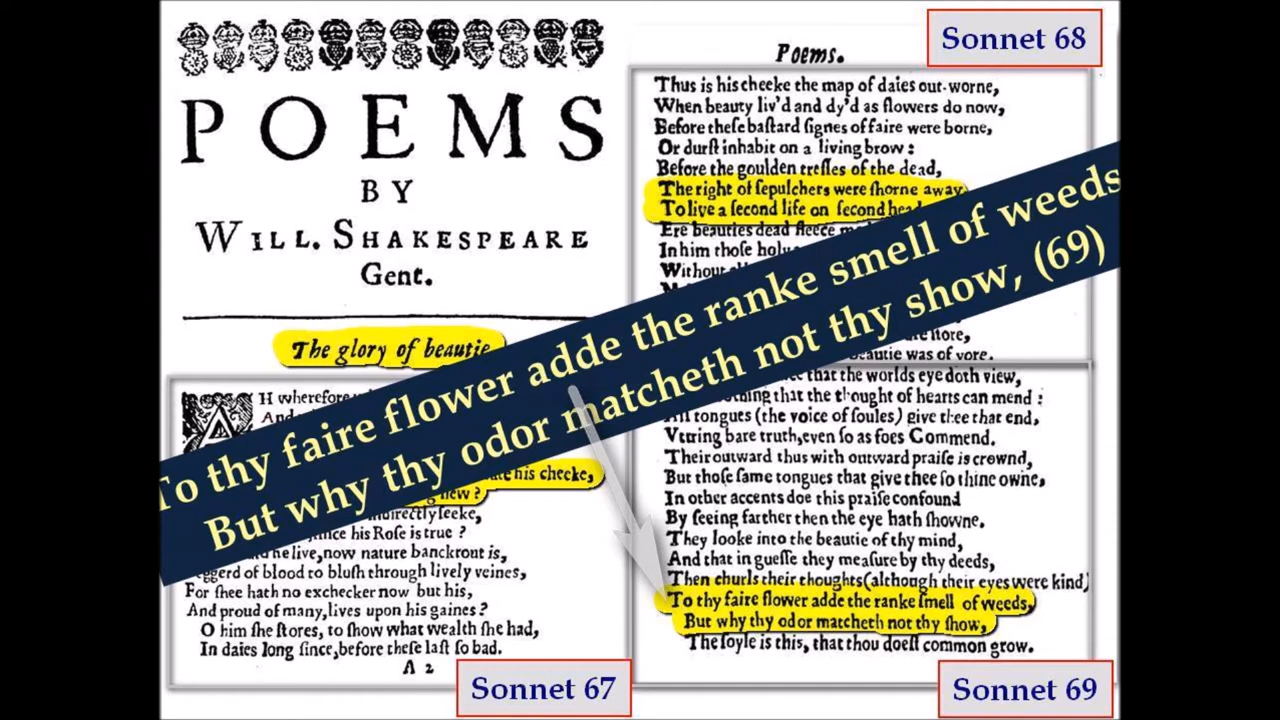 POEMS
BY
WILL. SHAKESPEARE
Gent.
The glory of beautie
H wherefore
And
his cheeke,
new ?
indirectly ſeeke,
ſince his Roſe is true ?
he live, now nature banckrout is,
Beggerd of blood to bluſh through lively veines,
For ſhee hath no exchecker now but his,
And proud of many, lives upon his gaines ?
O him ſhe ſtores, to ſhow what wealth ſhe had,
In daies long ſince, before theſe laſt ſo bad.
A 2
Sonnet 67
Sonnet 68
Poems.
Thus is his cheeke the map of daies out-worne,
When beauty liv'd and dy'd as flowers do now,
Before theſe baſtard ſignes of faire were borne,
Or durſt inhabit on a living brow :
Before the goulden treſſes of the dead,
The right of ſepulchers were ſhorne away,
To live a ſecond life on ſecond head
Ere beauties dead fleece
In him thoſe
Without
ſtore,
beautie was of yore.
that the worlds eye doth view,
thing that the thought of hearts can mend :
All tongues (the voice of ſoules) give thee that end,
Vttring bare truth, even ſo as foes Commend.
Their outward thus with outward praiſe is crownd,
But thoſe ſame tongues that give thee ſo thine owne,
In other accents doe this praiſe confound
By ſeeing farther then the eye hath ſhowne.
They looke into the beautie of thy mind,
And that in gueſſe they meaſure by thy deeds,
Then churls their thoughts (although their eyes were kind)
To thy faire flower adde the ranke ſmell of weeds,
But why thy odor matcheth not thy ſhow,
The ſoyle is this, that thou doeſt common grow.
Sonnet 69
To thy faire flower adde the ranke smell of weeds
But why thy odor matcheth not thy show, (69)